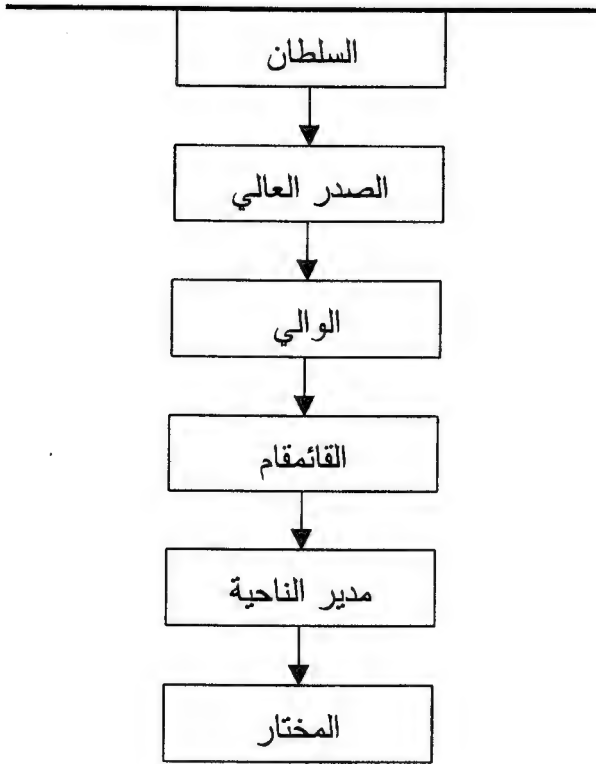 السلطان
الصدر العالي
الوالي
القائمقام
مدير الناحية
المختار